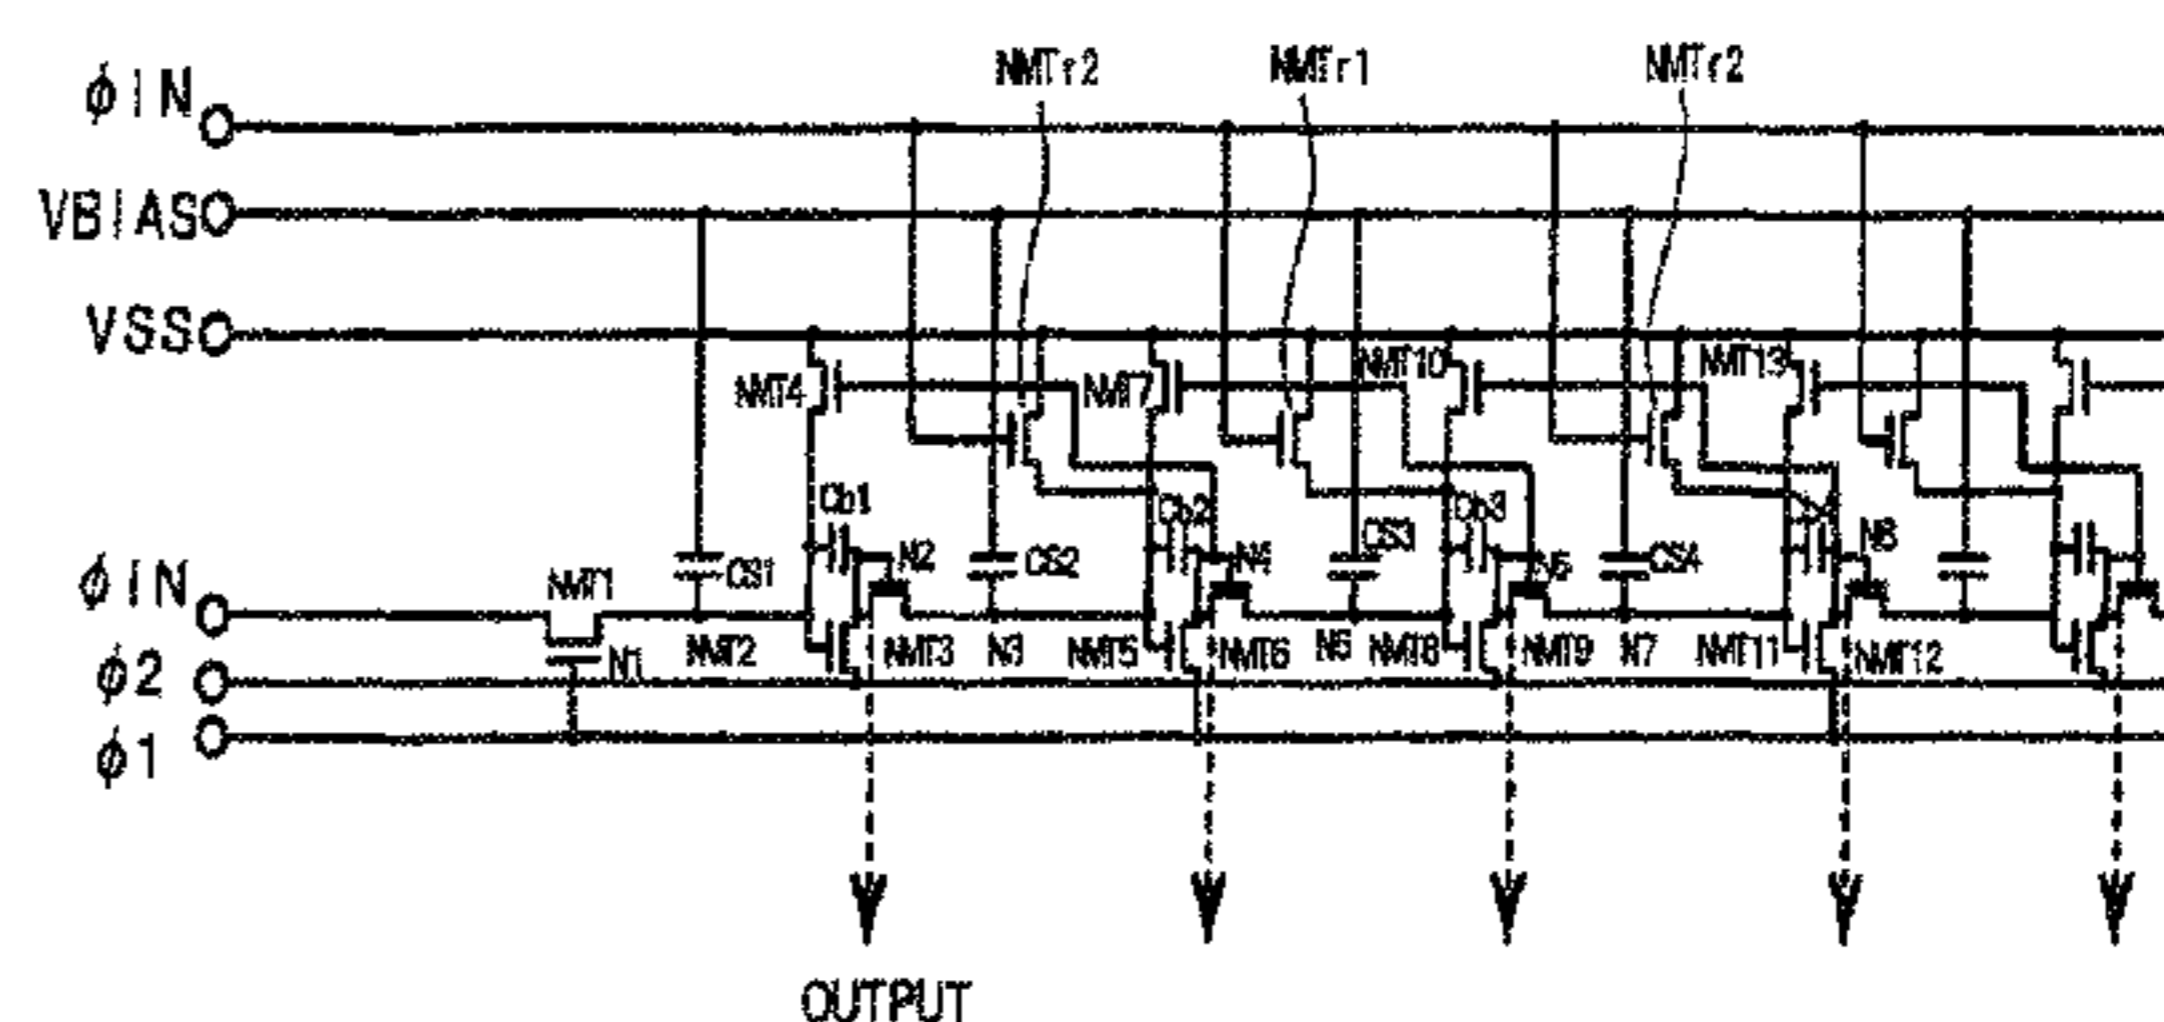 NMTr2 NMTr1 NMTr2
ϕIN
VBIAS
VSS
NMT4 NMT7 NMT10 NMT13
Cb1 Cb2 Cb3
N2 N4 N6 N8
CS1 CS2 CS3 CS4
ϕIN NMT1
N1 NMT2 NMT3 N3 NMT5 NMT6 N5 NMT8 NMT9 N7 NMT11 NMT12
ϕ2
ϕ1
OUTPUT